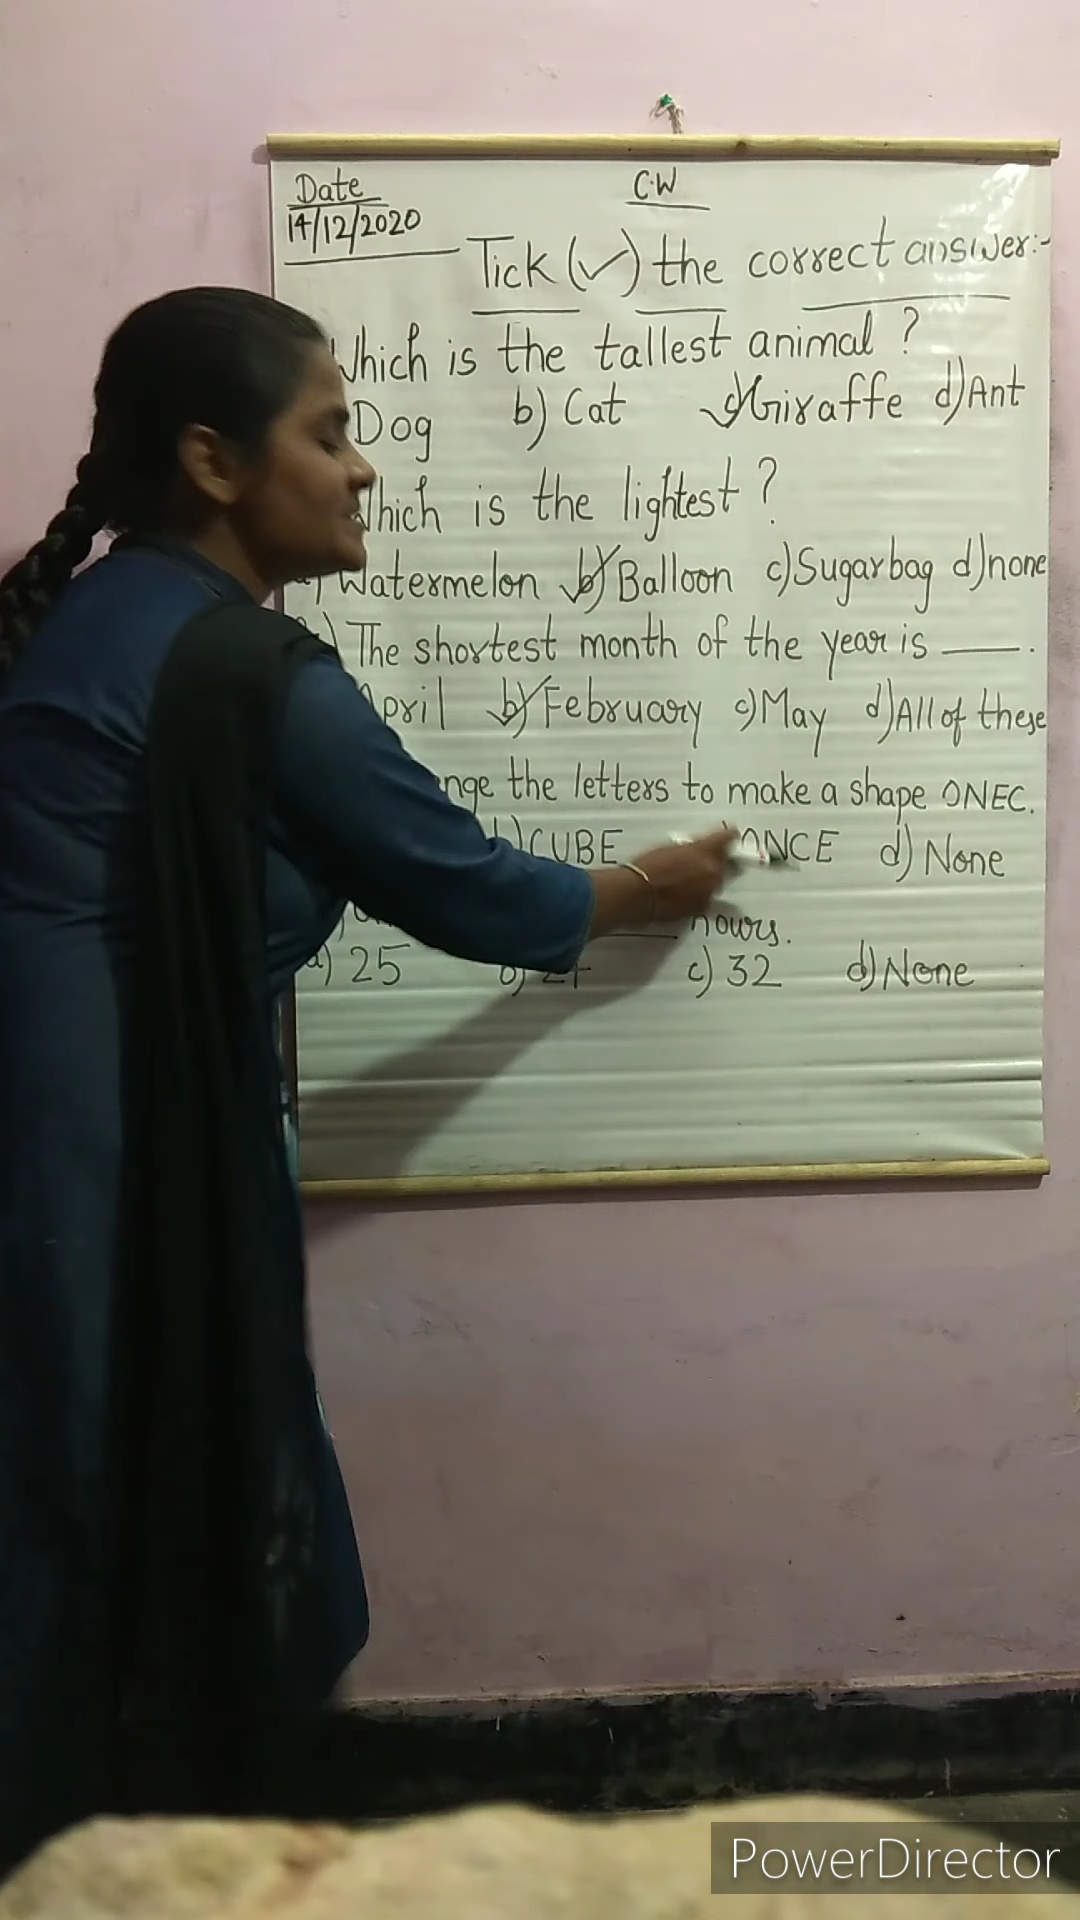 Date
14/12/2020
C.W
Tick (✓) the correct answer:-
Which is the tallest animal ?
Dog b) Cat c) Giraffe d) Ant
Which is the lightest ?
a) Watermelon b) Balloon c) Sugarbag d) none
) The shortest month of the year is ____.
April b) February c) May d) All of these
nge the letters to make a shape ONEC.
b) CUBE ) ONCE d) None
____ hours.
a) 25 b) 24 c) 32 d) None
PowerDirector